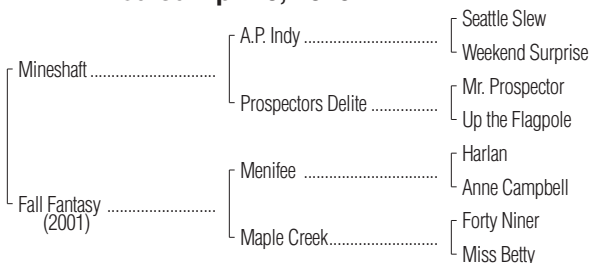 Seattle Slew
A.P. Indy
Weekend Surprise
Mineshaft
Mr. Prospector
Prospectors Delite
Up the Flagpole
Harlan
Menifee
Anne Campbell
Fall Fantasy
(2001)
Forty Niner
Maple Creek
Miss Betty